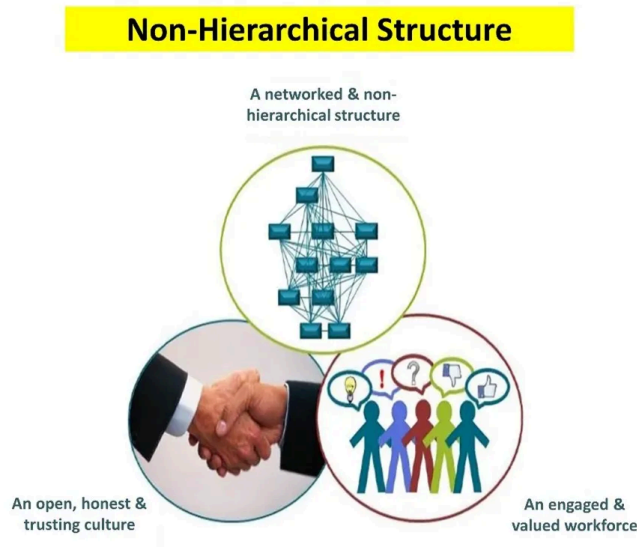 Non-Hierarchical Structure
A networked & non-
hierarchical structure
!
?
An open, honest &
trusting culture
An engaged &
valued workforce